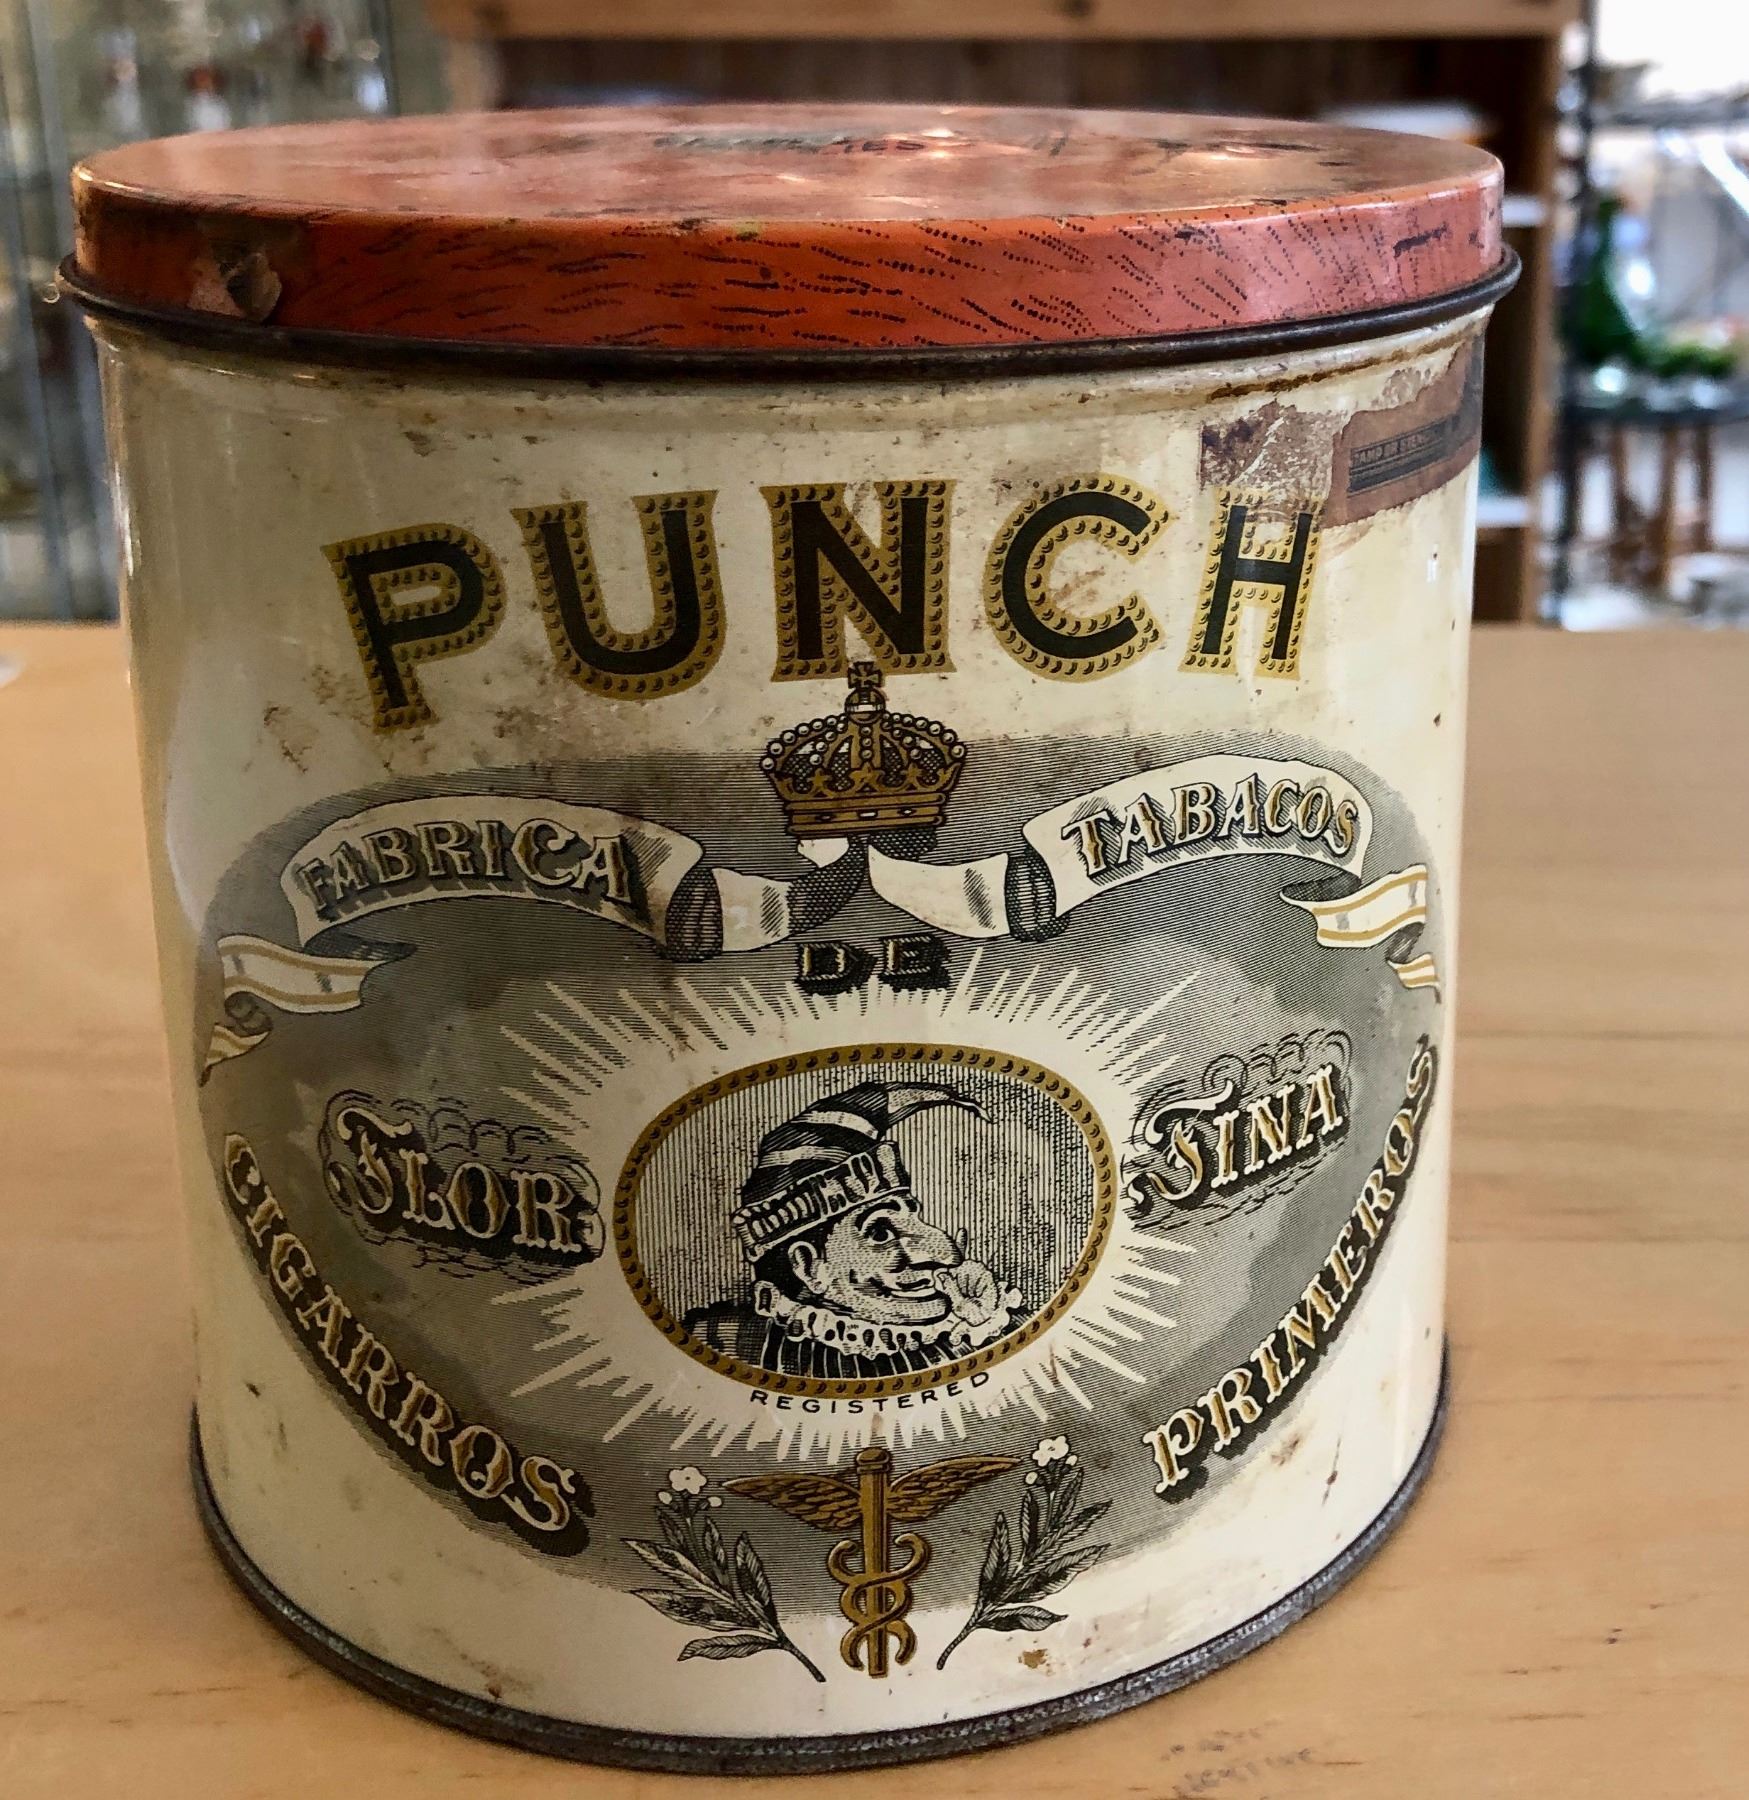 PUNCH
FABRICA
DE
TABACOS
FLOR
FINA
CIGARROS
PRIMEROS
REGISTERED